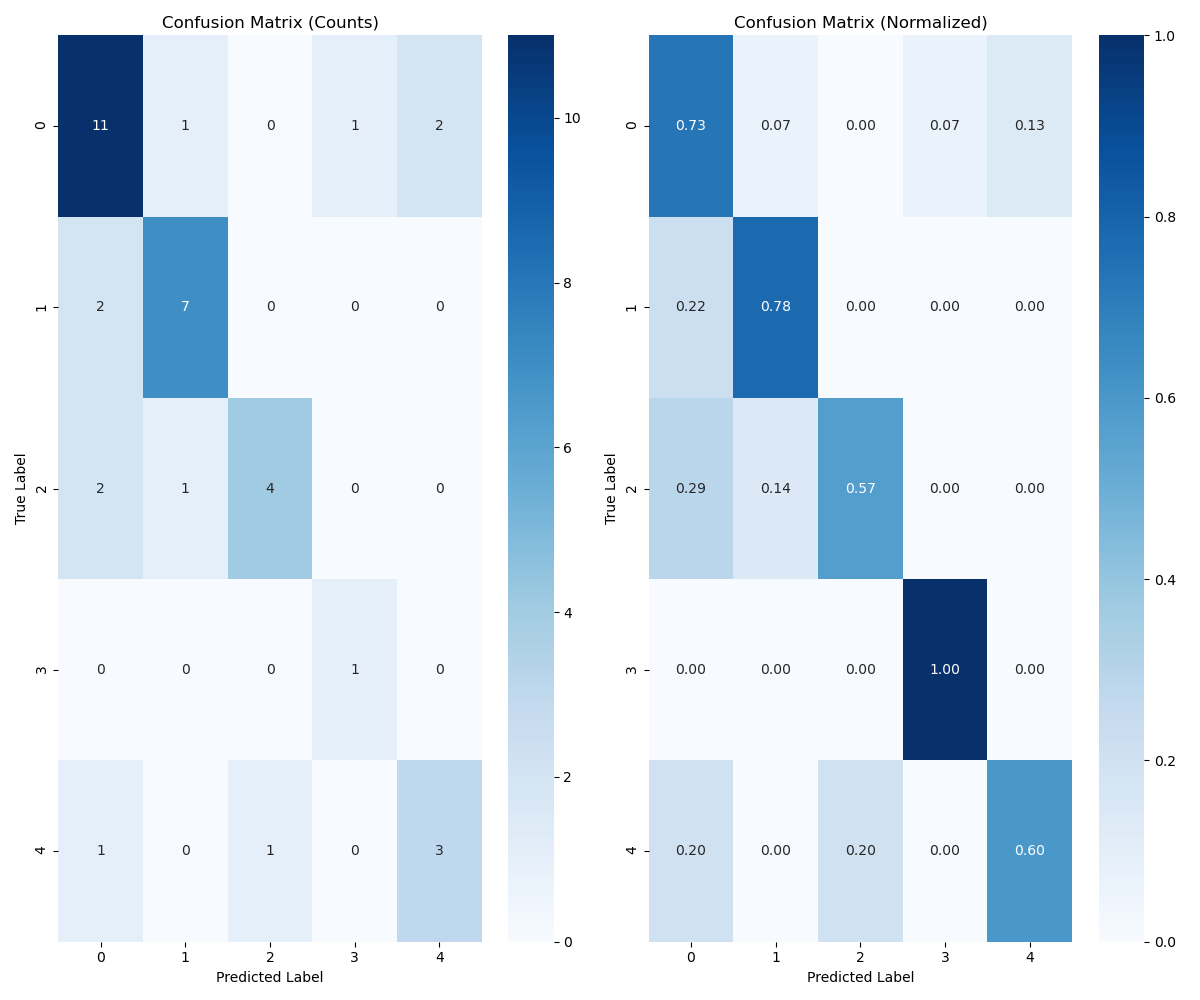 Confusion Matrix (Counts)
True Label
0
11 1 0 1 2
1
2 7 0 0 0
2
2 1 4 0 0
3
0 0 0 1 0
4
1 0 1 0 3
0 1 2 3 4
Predicted Label
10
8
6
4
2
0
Confusion Matrix (Normalized)
True Label
0
0.73 0.07 0.00 0.07 0.13
1
0.22 0.78 0.00 0.00 0.00
2
0.29 0.14 0.57 0.00 0.00
3
0.00 0.00 0.00 1.00 0.00
4
0.20 0.00 0.20 0.00 0.60
0 1 2 3 4
Predicted Label
1.0
0.8
0.6
0.4
0.2
0.0